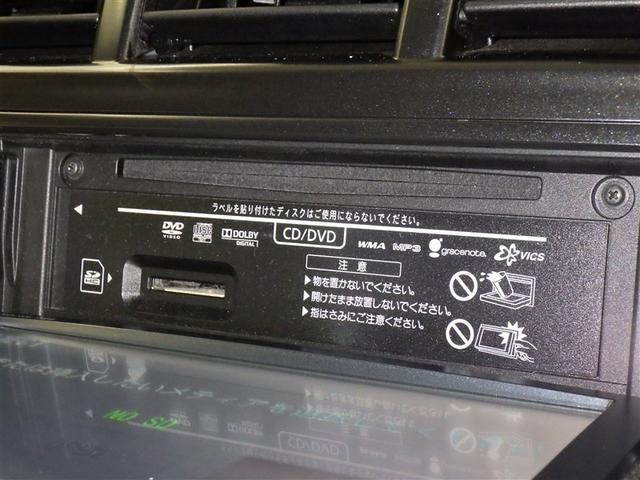 ラベルを貼り付けたディスクはご使用にならないでください。
DVD VIDEO DOLBY DIGITAL CD/DVD WMA MP3 gracenote. VICS
SD
注 意
▶物を置かないでください。
▶開けたまま放置しないでください。
▶指はさみにご注意ください。
NO SD